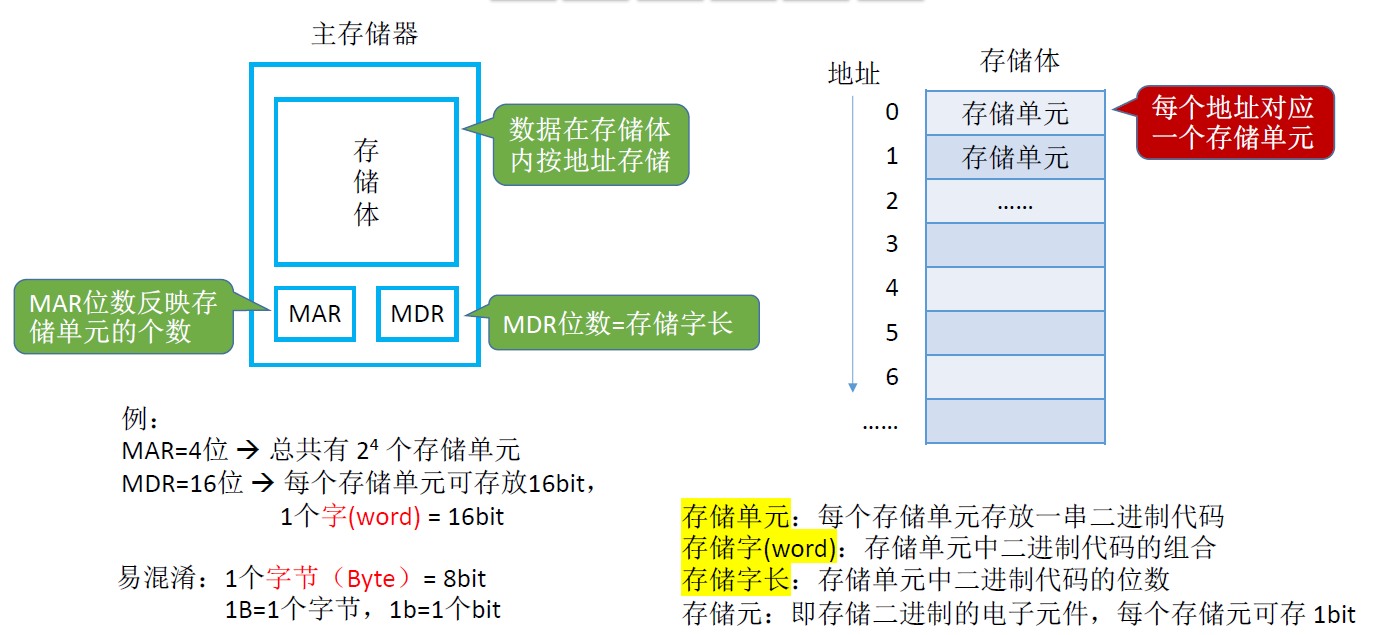 主存储器
存
储
体
数据在存储体
内按地址存储
MAR位数反映存
储单元的个数
MAR
MDR
MDR位数=存储字长
例：
MAR=4位 → 总共有 2⁴ 个存储单元
MDR=16位 → 每个存储单元可存放16bit，
1个字(word) = 16bit
易混淆：1个字节（Byte）= 8bit
1B=1个字节，1b=1个bit
存储体
地址
0
存储单元
每个地址对应
一个存储单元
1
存储单元
2
……
3
4
5
6
……
存储单元：每个存储单元存放一串二进制代码
存储字(word)：存储单元中二进制代码的组合
存储字长：存储单元中二进制代码的位数
存储元：即存储二进制的电子元件，每个存储元可存 1bit